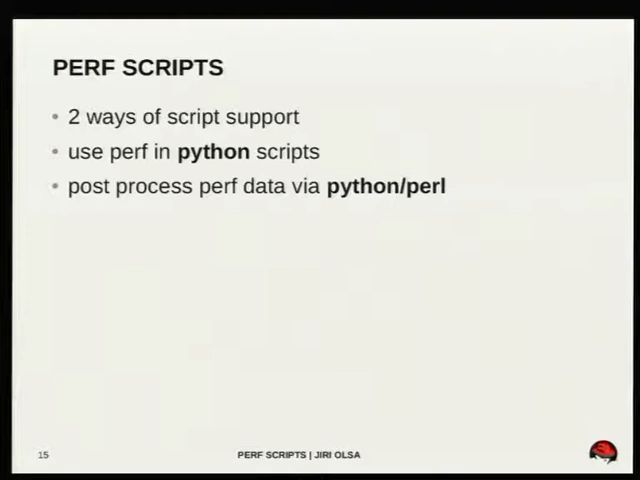 PERF SCRIPTS
• 2 ways of script support
• use perf in python scripts
• post process perf data via python/perl
15
PERF SCRIPTS | JIRI OLSA